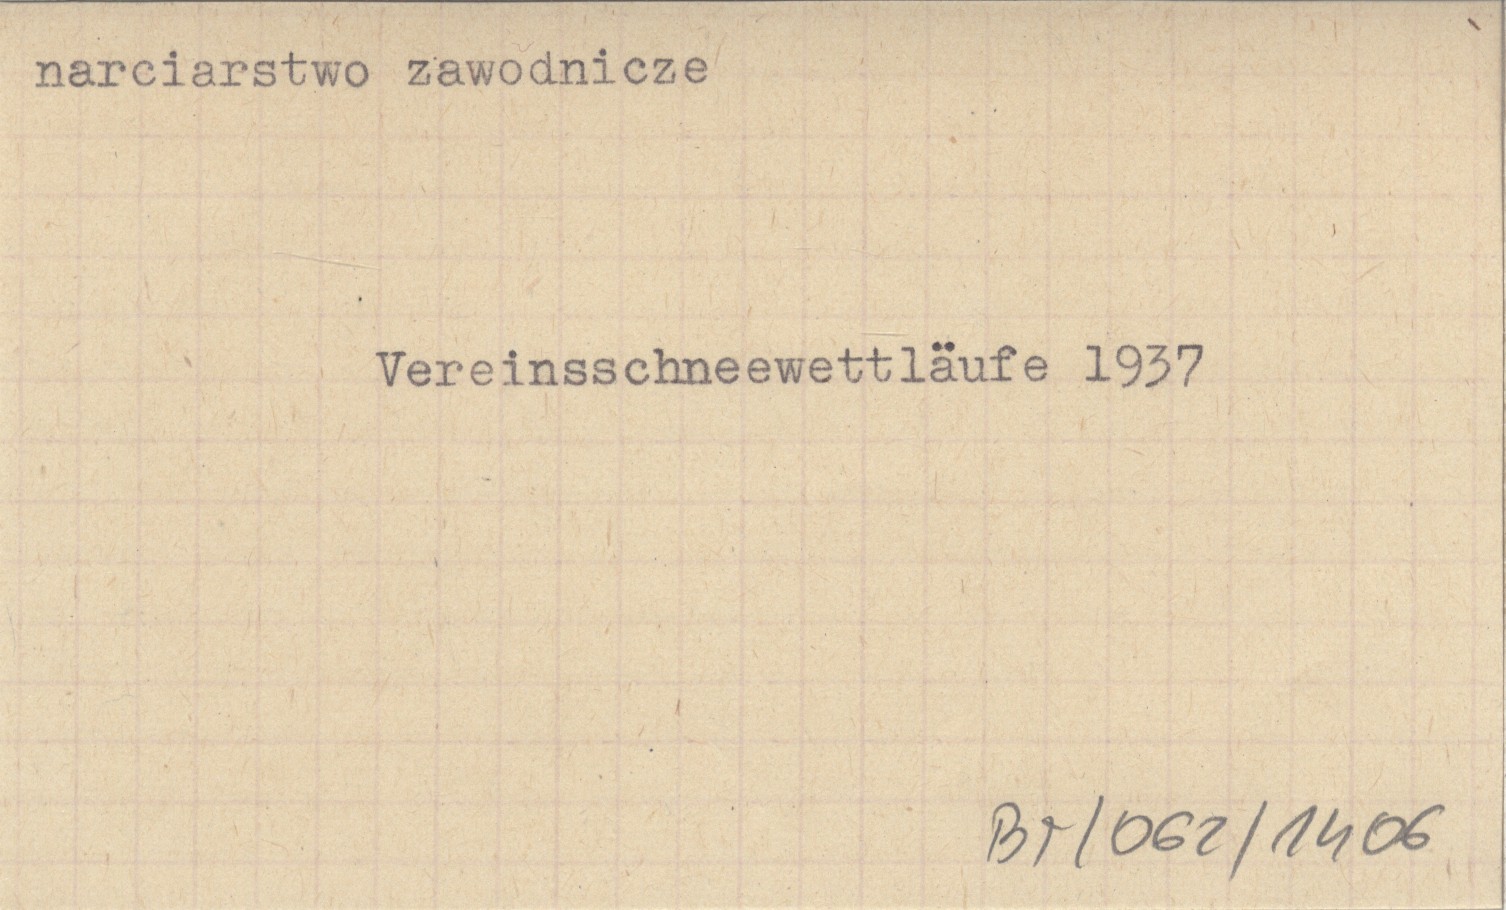 narciarstwo zawodnicze
Vereinsschneewettläufe 1937
Br/062/1406